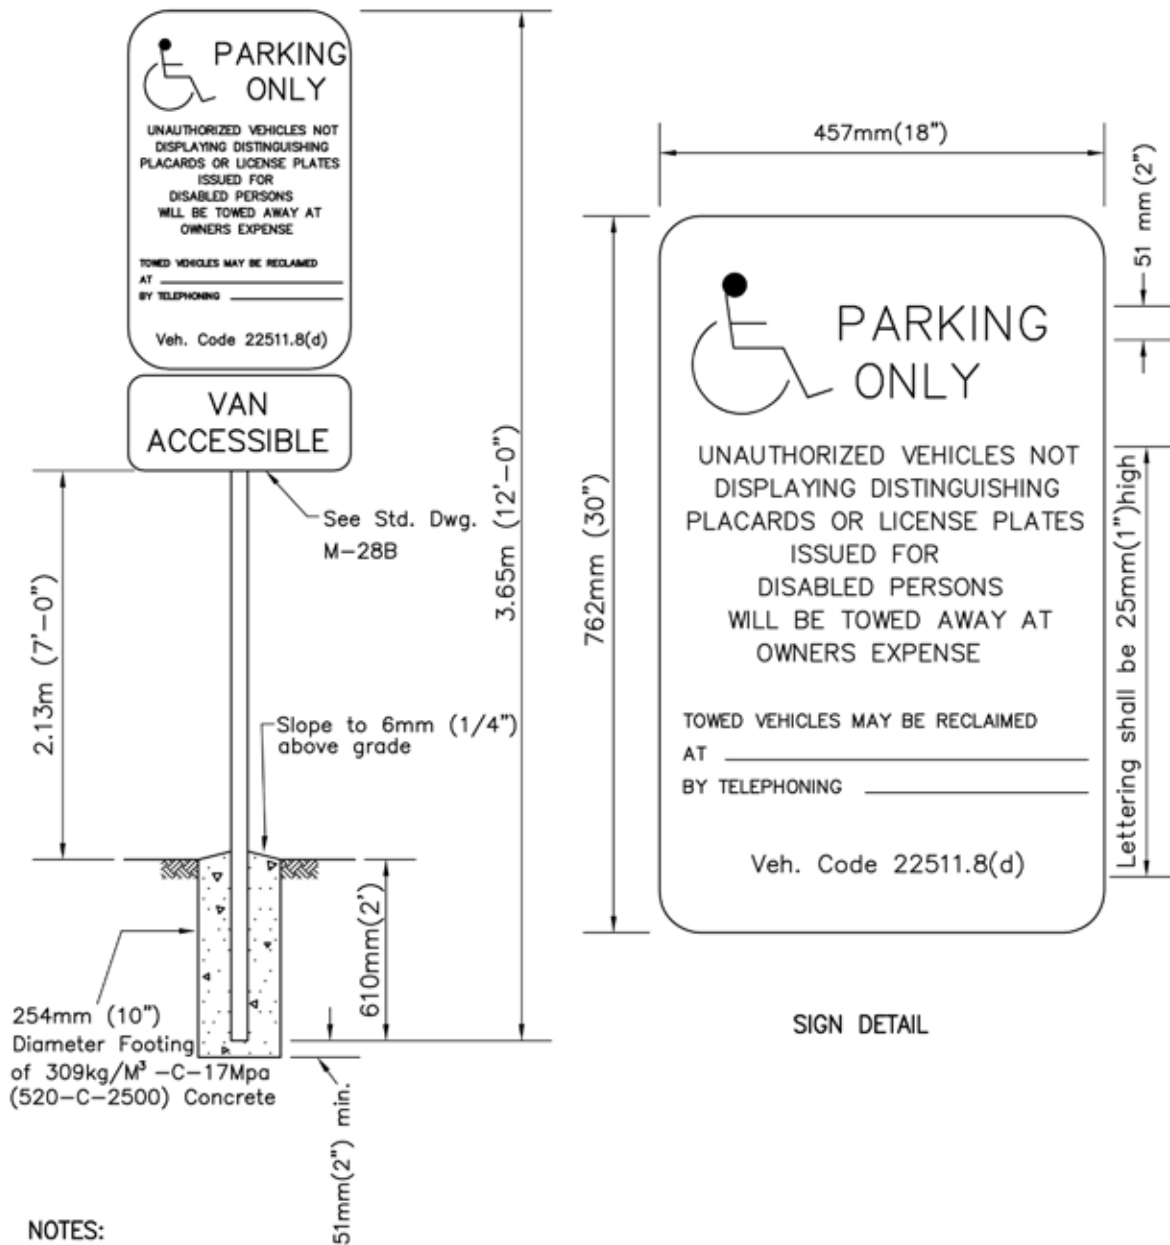 PARKING
ONLY
UNAUTHORIZED VEHICLES NOT
DISPLAYING DISTINGUISHING
PLACARDS OR LICENSE PLATES
ISSUED FOR
DISABLED PERSONS
WILL BE TOWED AWAY AT
OWNERS EXPENSE
TOWED VEHICLES MAY BE RECLAIMED
AT
BY TELEPHONING
Veh. Code 22511.8(d)
VAN
ACCESSIBLE
See Std. Dwg.
M-28B
3.65m (12'-0")
2.13m (7'-0")
Slope to 6mm (1/4")
above grade
610mm(2')
254mm (10")
Diameter Footing
of 309kg/M³ -C-17Mpa
(520-C-2500) Concrete
51mm(2") min.
NOTES:
457mm(18")
51 mm (2")
762mm (30")
PARKING
ONLY
UNAUTHORIZED VEHICLES NOT
DISPLAYING DISTINGUISHING
PLACARDS OR LICENSE PLATES
ISSUED FOR
DISABLED PERSONS
WILL BE TOWED AWAY AT
OWNERS EXPENSE
TOWED VEHICLES MAY BE RECLAIMED
AT
BY TELEPHONING
Veh. Code 22511.8(d)
Lettering shall be 25mm(1")high
SIGN DETAIL